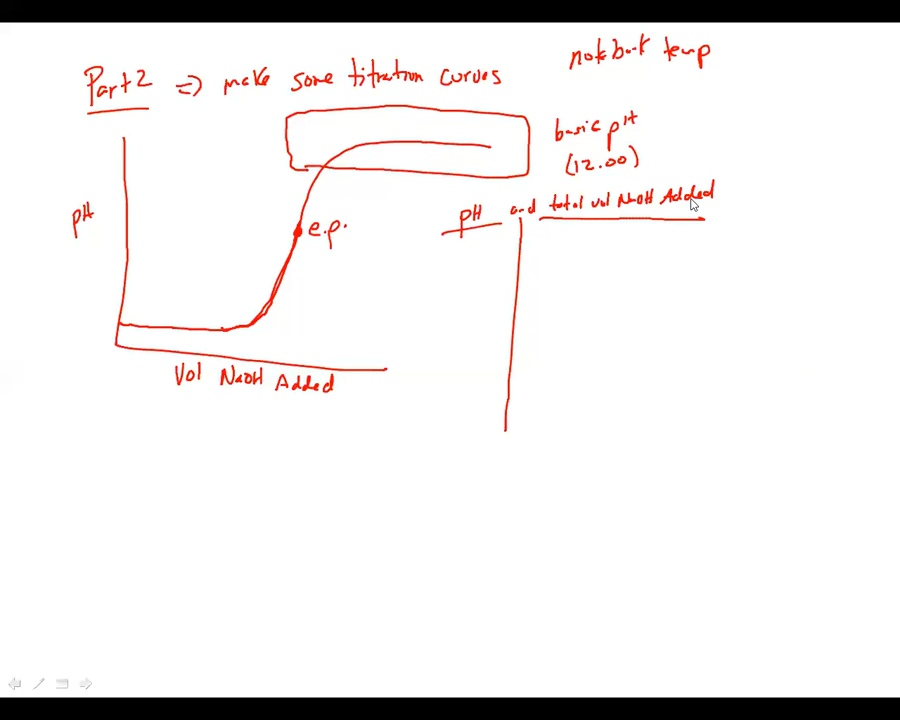 notebook temp
Part 2 => make some titration curves
basic pH
(12.00)
pH and total vol NaOH Added
pH
e.p.
Vol NaOH Added